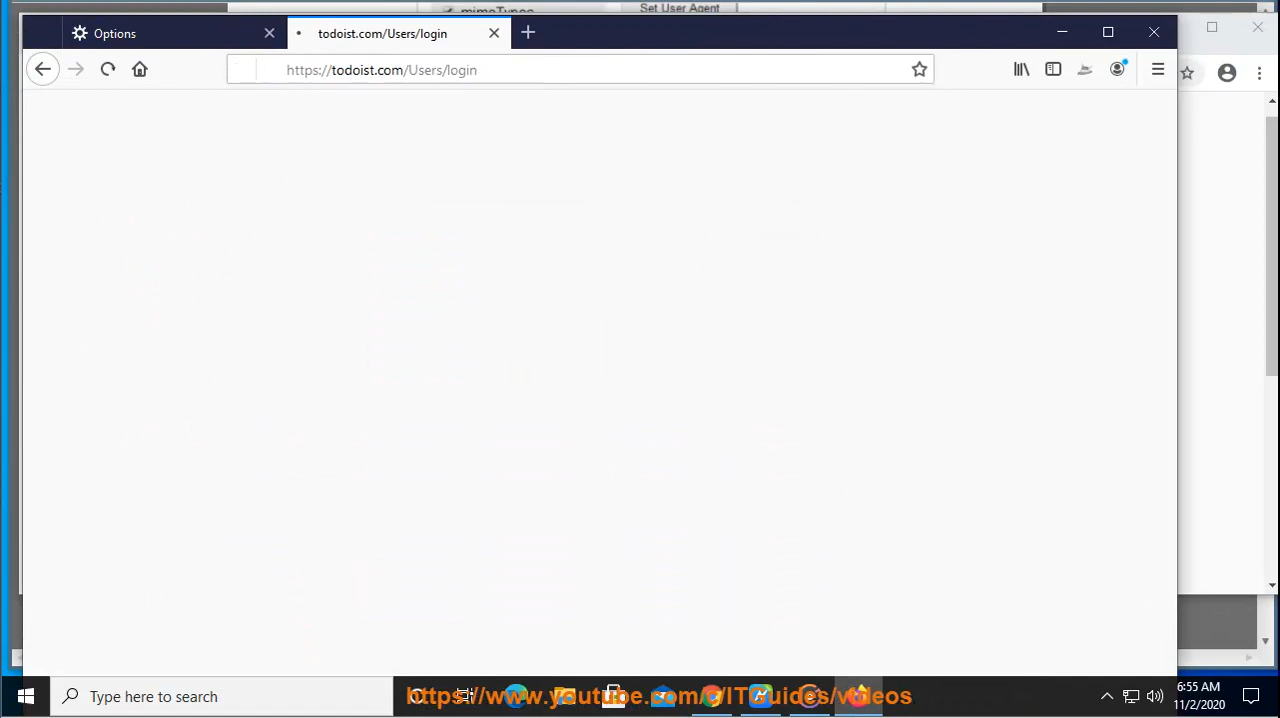 mimeTypes
Set User Agent
Options
todoist.com/Users/login
https://todoist.com/Users/login
Type here to search
https://www.youtube.com/c/ITGuides/videos
6:55 AM
11/2/2020